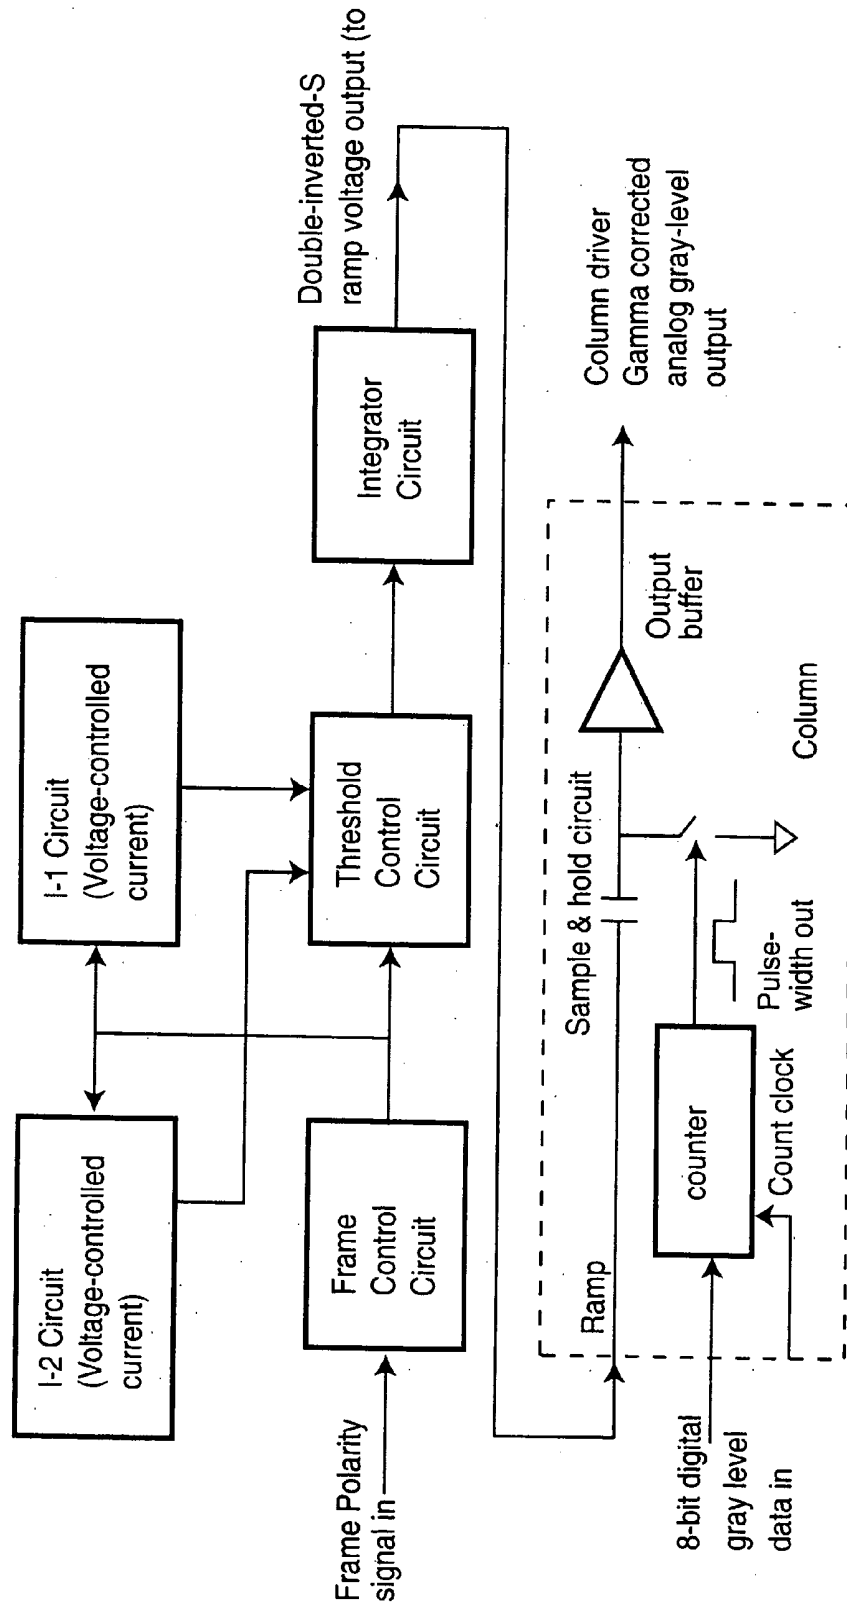 I-2 Circuit
(Voltage-controlled
current)
I-1 Circuit
(Voltage-controlled
current)
Frame Polarity
signal in
Frame
Control
Circuit
Threshold
Control
Circuit
Integrator
Circuit
Double-inverted-S
ramp voltage output (to
Ramp
Sample & hold circuit
Output
buffer
Column driver
Gamma corrected
analog gray-level
output
8-bit digital
gray level
data in
counter
Count clock
Pulse-
width out
Column